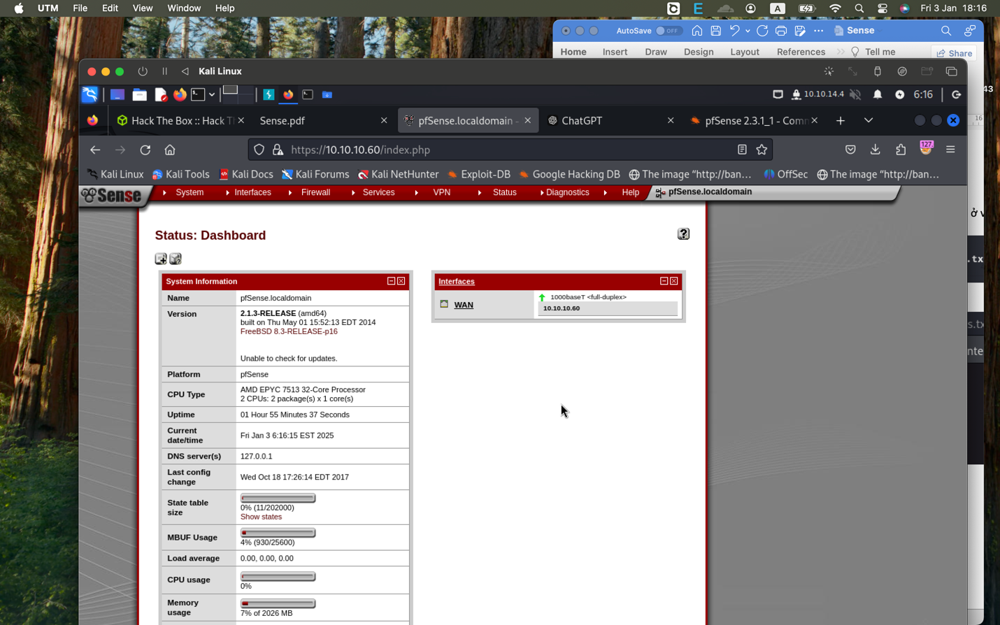 UTM File Edit View Window Help
A
Fri 3 Jan 18:16
AutoSave OFF
Sense
Home Insert Draw Design Layout References >> Tell me
Share
Kali Linux
10.10.14.4
6:16
43
16
Hack The Box :: Hack T
Sense.pdf
pfSense.localdomain -
ChatGPT
pfSense 2.3.1_1 - Com
https://10.10.10.60/index.php
127.
Kali Linux Kali Tools Kali Docs Kali Forums Kali NetHunter Exploit-DB Google Hacking DB The image “http://ban… OffSec The image “http://ban…
Sense
System Interfaces Firewall Services VPN Status Diagnostics Help pfSense.localdomain
ở v
Status: Dashboard
?
.tx
System Information
Name pfSense.localdomain
Version 2.1.3-RELEASE (amd64)
built on Thu May 01 15:52:13 EDT 2014
FreeBSD 8.3-RELEASE-p16
Unable to check for updates.
Platform pfSense
CPU Type AMD EPYC 7513 32-Core Processor
2 CPUs: 2 package(s) x 1 core(s)
Uptime 01 Hour 55 Minutes 37 Seconds
Current date/time Fri Jan 3 6:16:15 EST 2025
DNS server(s) 127.0.0.1
Last config change Wed Oct 18 17:26:14 EDT 2017
State table size 0% (11/202000)
Show states
MBUF Usage 4% (930/25600)
Load average 0.00, 0.00, 0.00
CPU usage 0%
Memory usage 7% of 2026 MB
Interfaces
WAN 1000baseT <full-duplex>
10.10.10.60
s.tx
nte